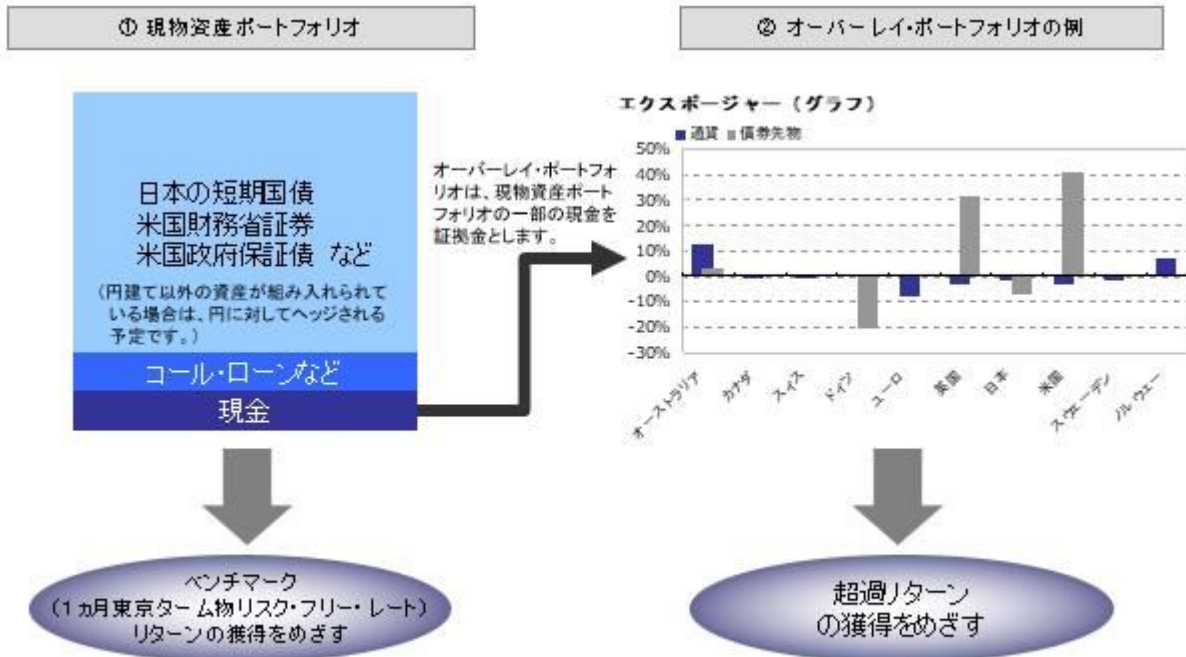 ① 現物資産ポートフォリオ
日本の短期国債
米国財務省証券
米国政府保証債 など
(円建て以外の資産が組み入れられて
いる場合は、円に対してヘッジされる
予定です。)
コール・ローンなど
現金
オーバーレイ・ポートフォ
リオは、現物資産ポート
フォリオの一部の現金を
証拠金とします。
ベンチマーク
(1ヵ月東京ターム物リスク・フリー・レート)
リターンの獲得をめざす
② オーバーレイ・ポートフォリオの例
エクスポージャー(グラフ)
通貨 債券先物
50%
40%
30%
20%
10%
0%
-10%
-20%
-30%
オーストラリア
カナダ
スイス
ドイツ
ユーロ
英国
日本
米国
スウェーデン
ノルウェー
超過リターン
の獲得をめざす